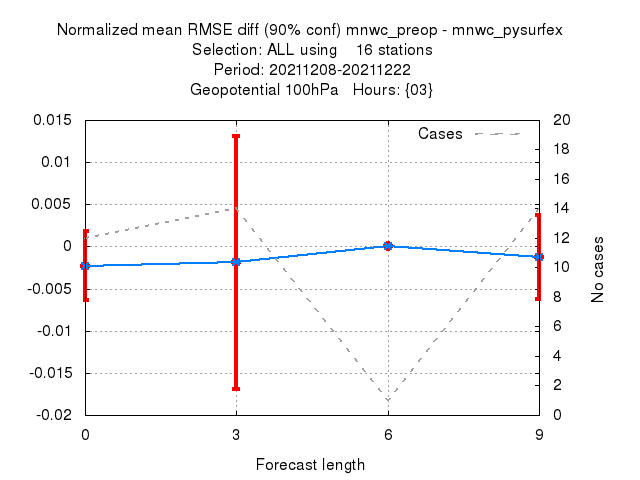 Normalized mean RMSE diff (90% conf) mnwc_preop - mnwc_pysurfex
Selection: ALL using 16 stations
Period: 20211208-20211222
Geopotential 100hPa Hours: {03}
Cases
0.015
0.01
0.005
0
-0.005
-0.01
-0.015
-0.02
20
18
16
14
12
10
8
6
4
2
0
No cases
0 3 6 9
Forecast length